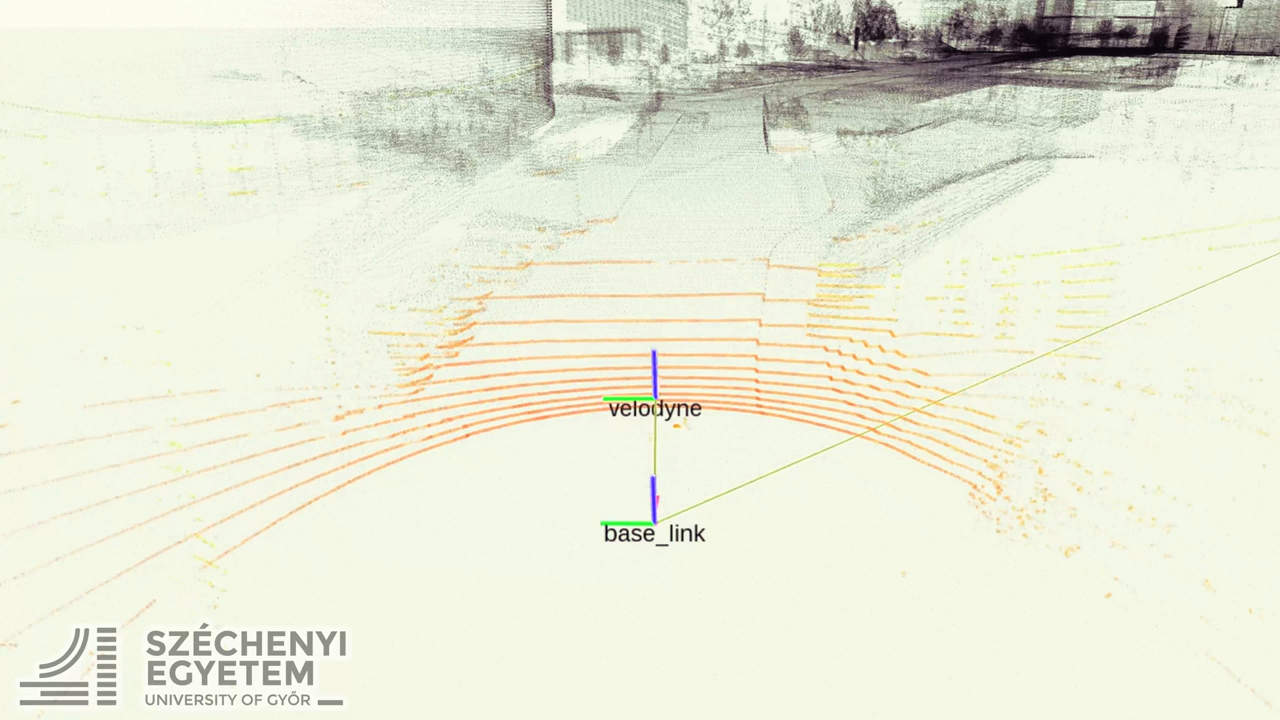 velodyne
base_link
SZÉCHENYI
EGYETEM
UNIVERSITY OF GYŐR